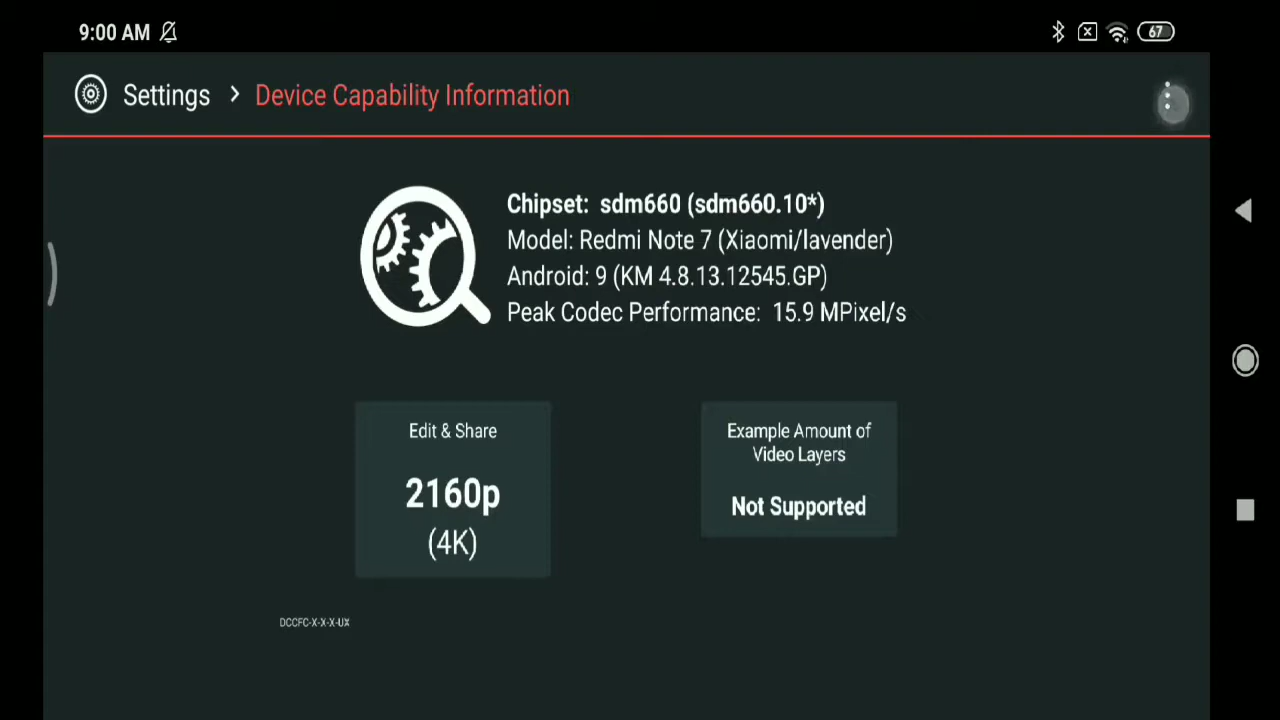 9:00 AM
67
Settings > Device Capability Information
Chipset: sdm660 (sdm660.10*)
Model: Redmi Note 7 (Xiaomi/lavender)
Android: 9 (KM 4.8.13.12545.GP)
Peak Codec Performance: 15.9 MPixel/s
Edit & Share
2160p
(4K)
Example Amount of
Video Layers
Not Supported
DCCFC-X-X-X-UX